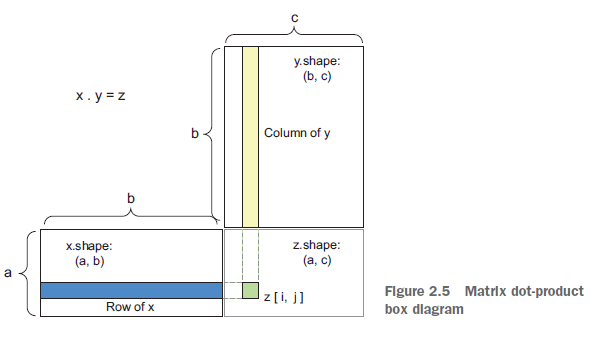 c
y.shape:
(b, c)
x . y = z
b
Column of y
b
x.shape:
(a, b)
z.shape:
(a, c)
a
z [ i, j ]
Row of x
Figure 2.5 Matrix dot-product
box diagram